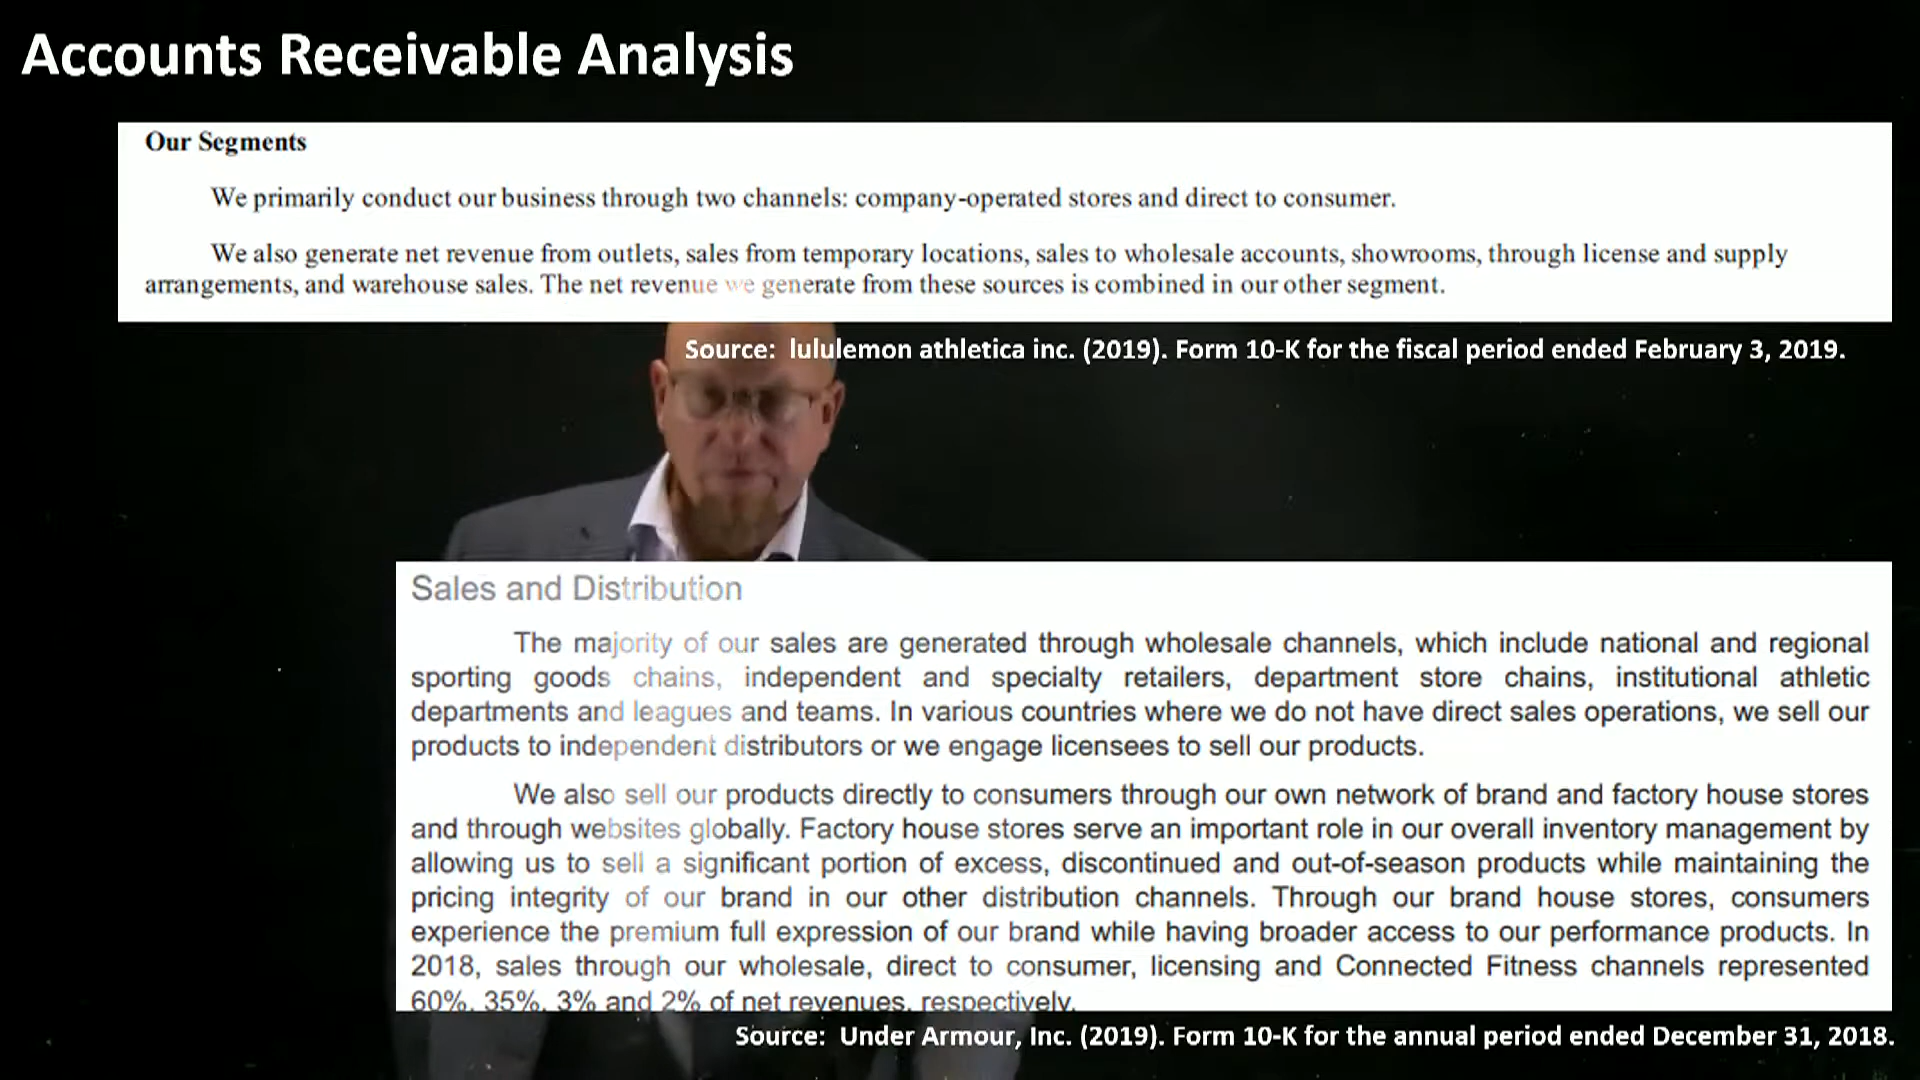 Accounts Receivable Analysis
Our Segments
We primarily conduct our business through two channels: company-operated stores and direct to consumer.
We also generate net revenue from outlets, sales from temporary locations, sales to wholesale accounts, showrooms, through license and supply
arrangements, and warehouse sales. The net revenue we generate from these sources is combined in our other segment.
Source: lululemon athletica inc. (2019). Form 10-K for the fiscal period ended February 3, 2019.
Sales and Distribution
The majority of our sales are generated through wholesale channels, which include national and regional
sporting goods chains, independent and specialty retailers, department store chains, institutional athletic
departments and leagues and teams. In various countries where we do not have direct sales operations, we sell our
products to independent distributors or we engage licensees to sell our products.
We also sell our products directly to consumers through our own network of brand and factory house stores
and through websites globally. Factory house stores serve an important role in our overall inventory management by
allowing us to sell a significant portion of excess, discontinued and out-of-season products while maintaining the
pricing integrity of our brand in our other distribution channels. Through our brand house stores, consumers
experience the premium full expression of our brand while having broader access to our performance products. In
2018, sales through our wholesale, direct to consumer, licensing and Connected Fitness channels represented
60%, 35%, 3% and 2% of net revenues, respectively.
Source: Under Armour, Inc. (2019). Form 10-K for the annual period ended December 31, 2018.